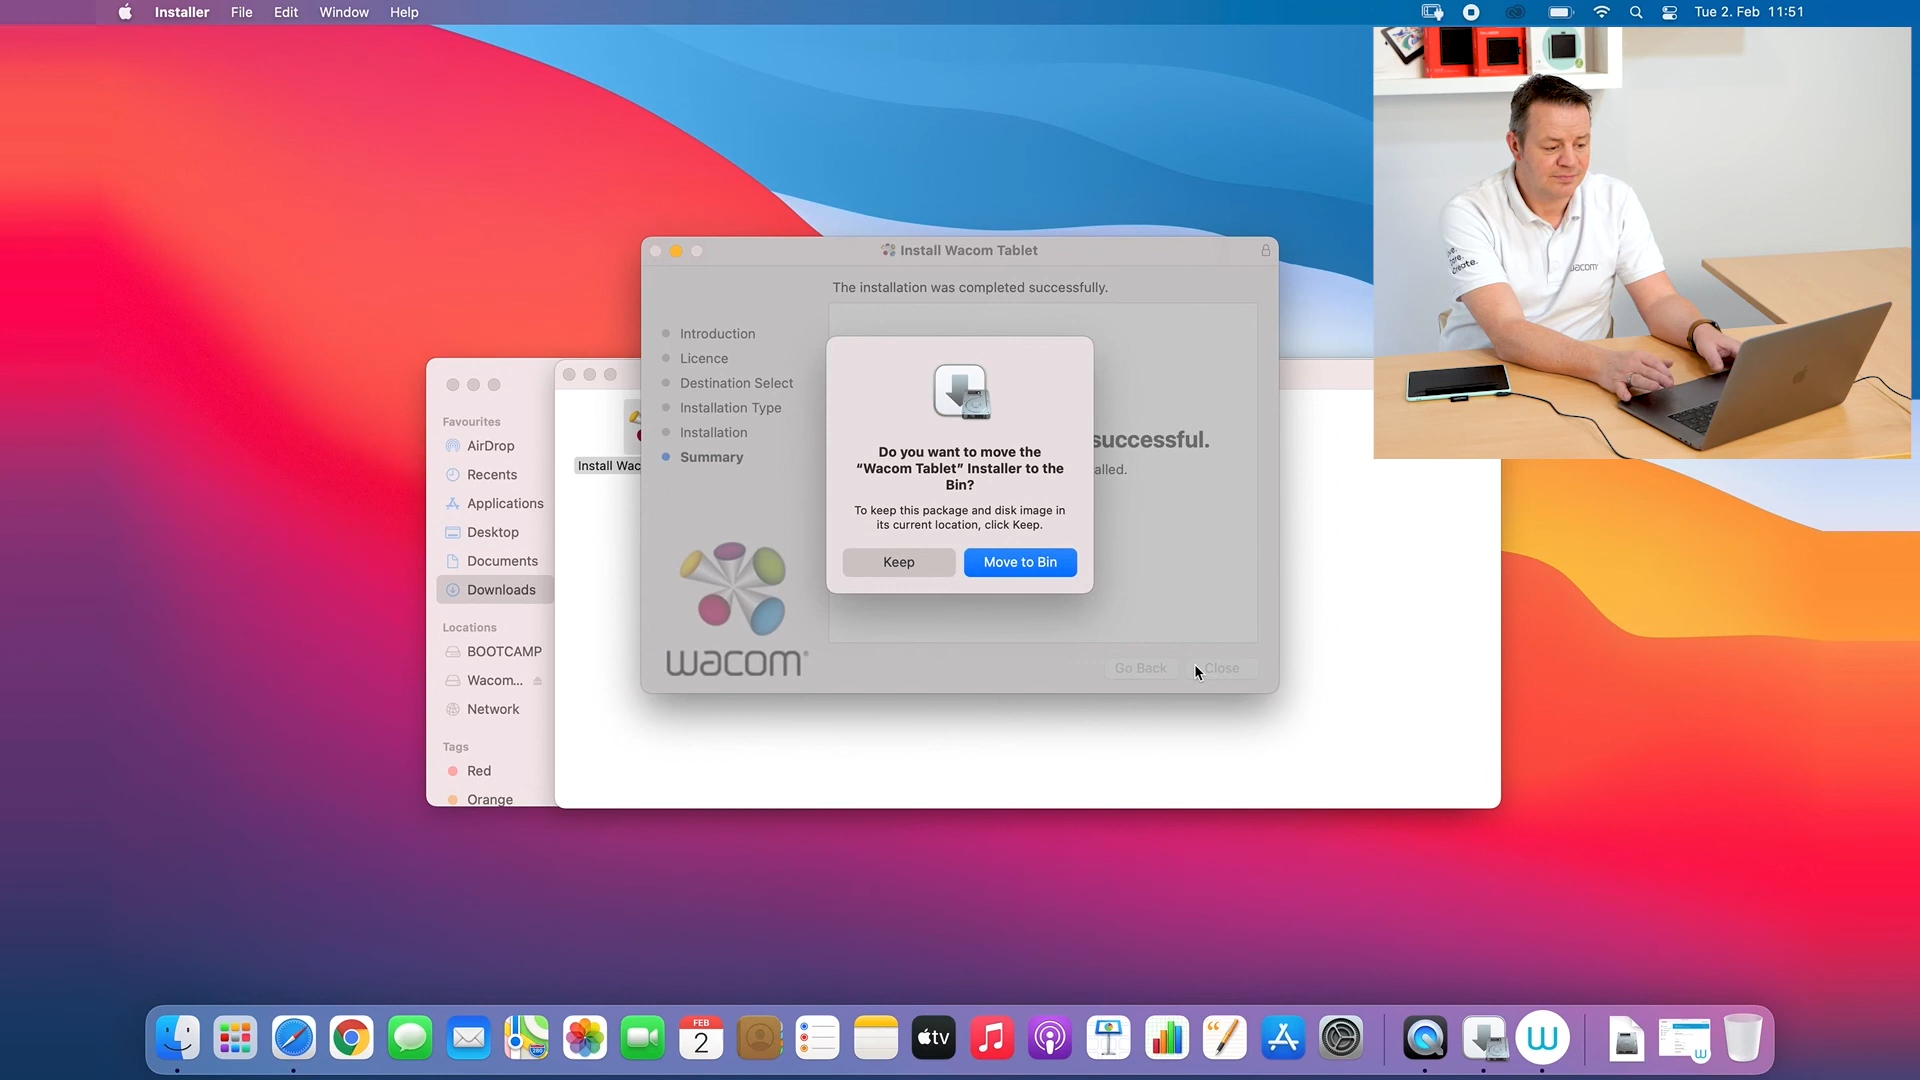 Installer File Edit Window Help
Tue 2. Feb 11:51
Install Wacom Tablet
The installation was completed successfully.
Introduction
Licence
Destination Select
Installation Type
Installation
Summary
successful.
alled.
Do you want to move the
“Wacom Tablet” Installer to the
Bin?
To keep this package and disk image in
its current location, click Keep.
Keep
Move to Bin
wacom
Go Back
Close
Favourites
AirDrop
Recents
Applications
Desktop
Documents
Downloads
Locations
BOOTCAMP
Wacom...
Network
Tags
Red
Orange
Install Wac
create.
wacom
FEB
2
280
tv
W
W